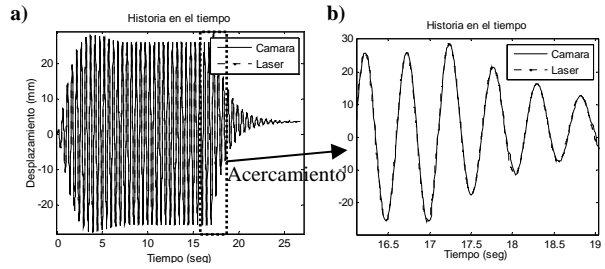 a)
Historia en el tiempo
Camara
Laser
Desplazamiento (mm)
20
10
0
-10
-20
0
5
10
15
20
25
Tiempo (seg)
Acercamiento
b)
Historia en el tiempo
Camara
Laser
30
20
10
0
-10
-20
16.5
17
17.5
18
18.5
19
Tiempo (seg)